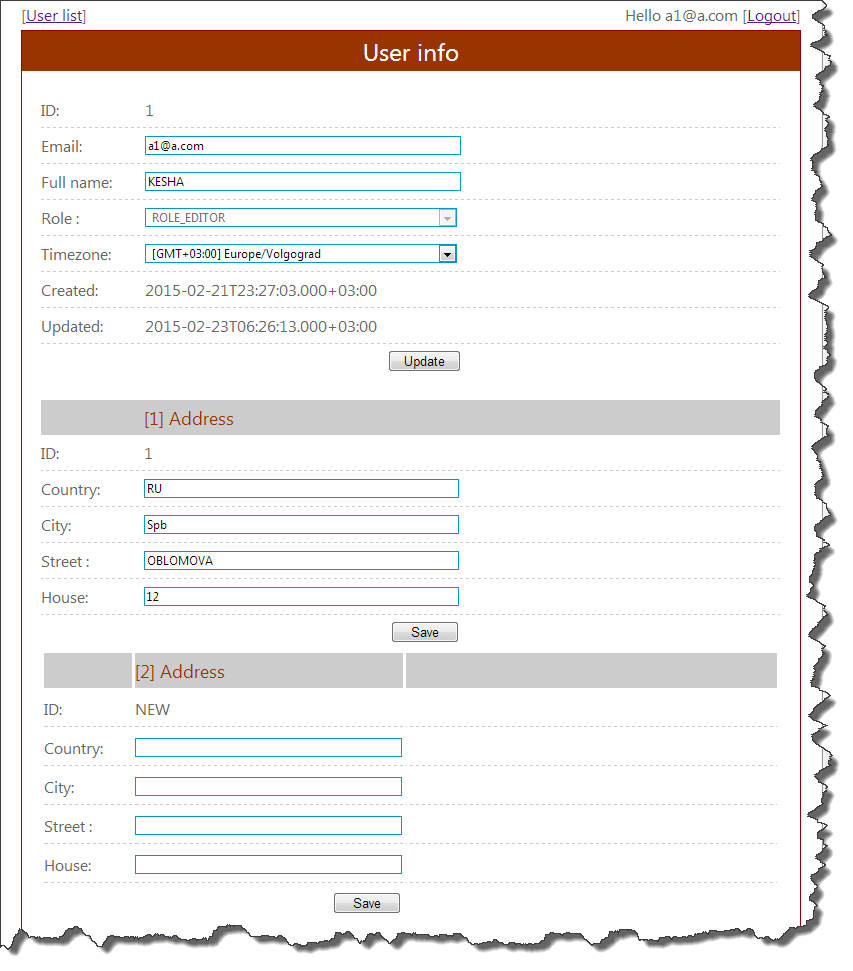 [User list] Hello a1@a.com [Logout]
User info
ID: 1
Email: a1@a.com
Full name: KESHA
Role : ROLE_EDITOR
Timezone: [GMT+03:00] Europe/Volgograd
Created: 2015-02-21T23:27:03.000+03:00
Updated: 2015-02-23T06:26:13.000+03:00
Update
[1] Address
ID: 1
Country: RU
City: Spb
Street : OBLOMOVA
House: 12
Save
[2] Address
ID: NEW
Country:
City:
Street :
House:
Save